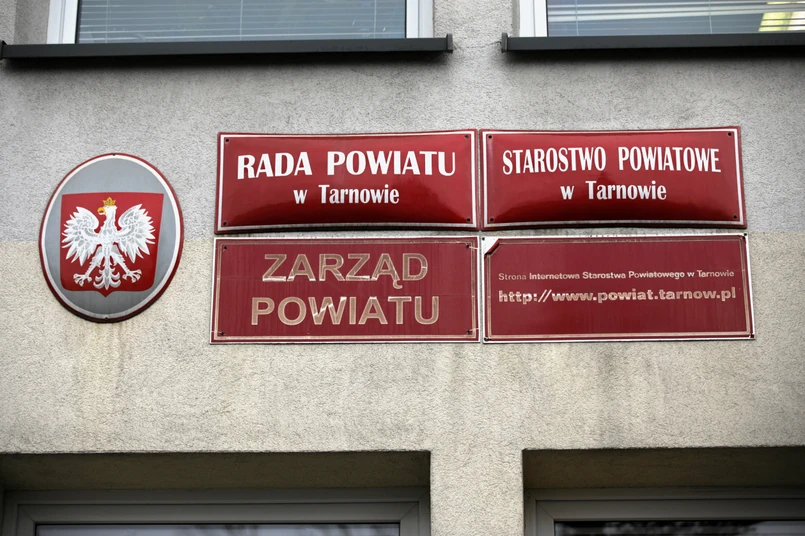 RADA POWIATU
w Tarnowie
STAROSTWO POWIATOWE
w Tarnowie
ZARZĄD
POWIATU
Strona Internetowa Starostwa Powiatowego w Tarnowie
http://www.powiat.tarnow.pl